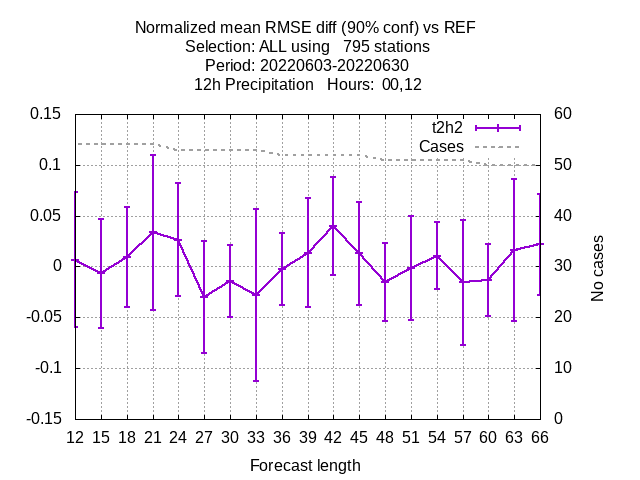 Normalized mean RMSE diff (90% conf) vs REF
Selection: ALL using   795 stations
Period: 20220603-20220630
12h Precipitation   Hours:  00,12
0.15
0.1
0.05
0
-0.05
-0.1
-0.15
60
50
40
30
20
10
0
t2h2
Cases
No cases
12 15 18 21 24 27 30 33 36 39 42 45 48 51 54 57 60 63 66
Forecast length